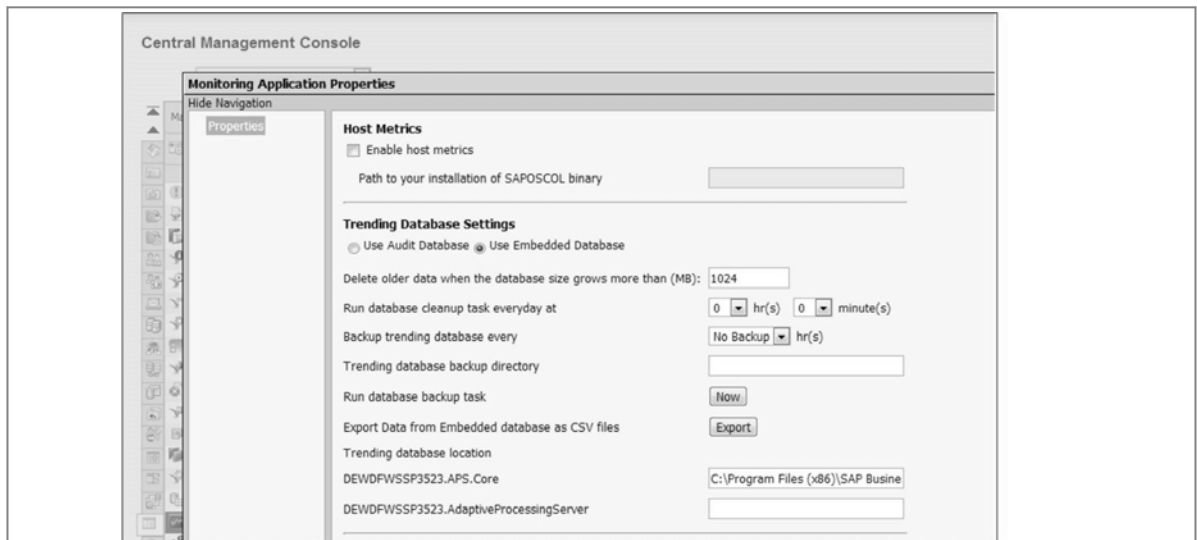 Central Management Console
Monitoring Application Properties
Hide Navigation
Properties
Host Metrics
Enable host metrics
Path to your installation of SAPOSCOL binary
Trending Database Settings
Use Audit Database Use Embedded Database
Delete older data when the database size grows more than (MB): 1024
Run database cleanup task everyday at 0 hr(s) 0 minute(s)
Backup trending database every No Backup hr(s)
Trending database backup directory
Run database backup task Now
Export Data from Embedded database as CSV files Export
Trending database location
DEWDFWSSP3523.APS.Core C:\Program Files (x86)\SAP Busine
DEWDFWSSP3523.AdaptiveProcessingServer